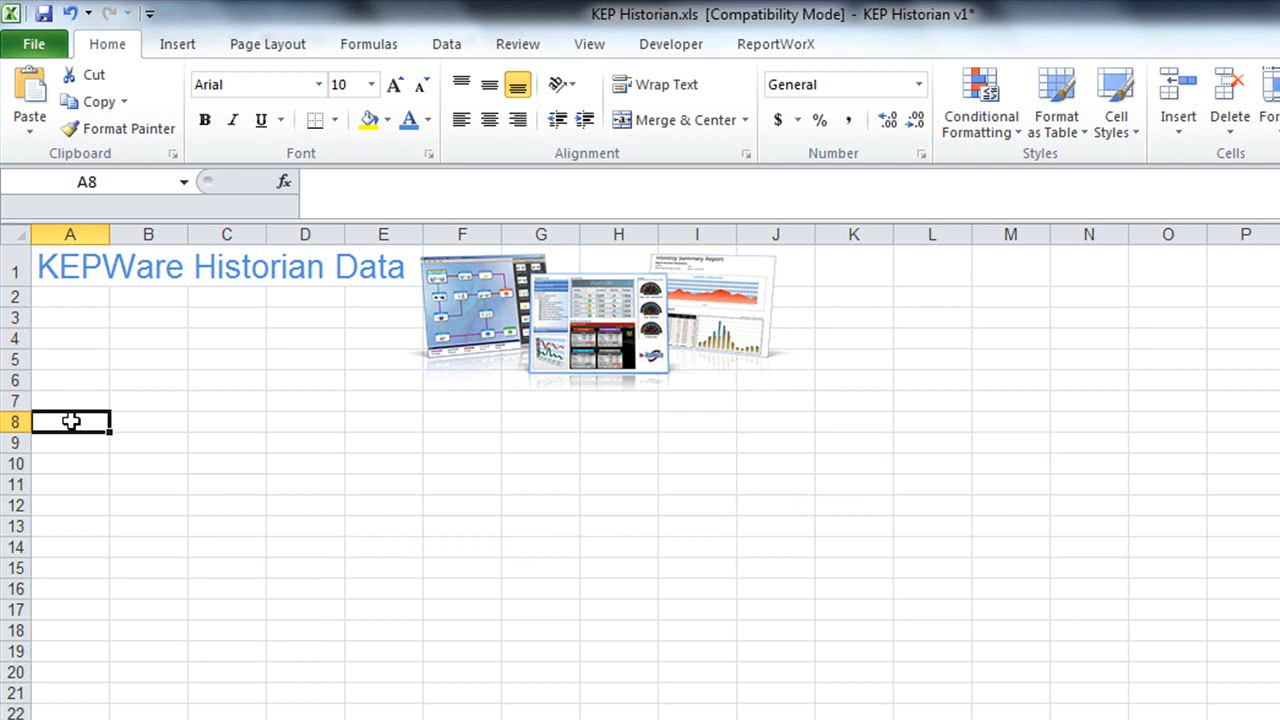 KEP Historian.xls [Compatibility Mode] - KEP Historian v1*
File Home Insert Page Layout Formulas Data Review View Developer ReportWorX
Paste
Cut
Copy
Format Painter
Clipboard
Arial 10 A A
B I U A
Font
Wrap Text
Merge & Center
Alignment
General
$ % ,
Number
Conditional Formatting
Format as Table
Cell Styles
Styles
Insert Delete
Cells
A8 fx
A B C D E F G H I J K L M N O P
1 KEPWare Historian Data
Monthly Summary Report
2
3
4
5
6
7
8
9
10
11
12
13
14
15
16
17
18
19
20
21
22